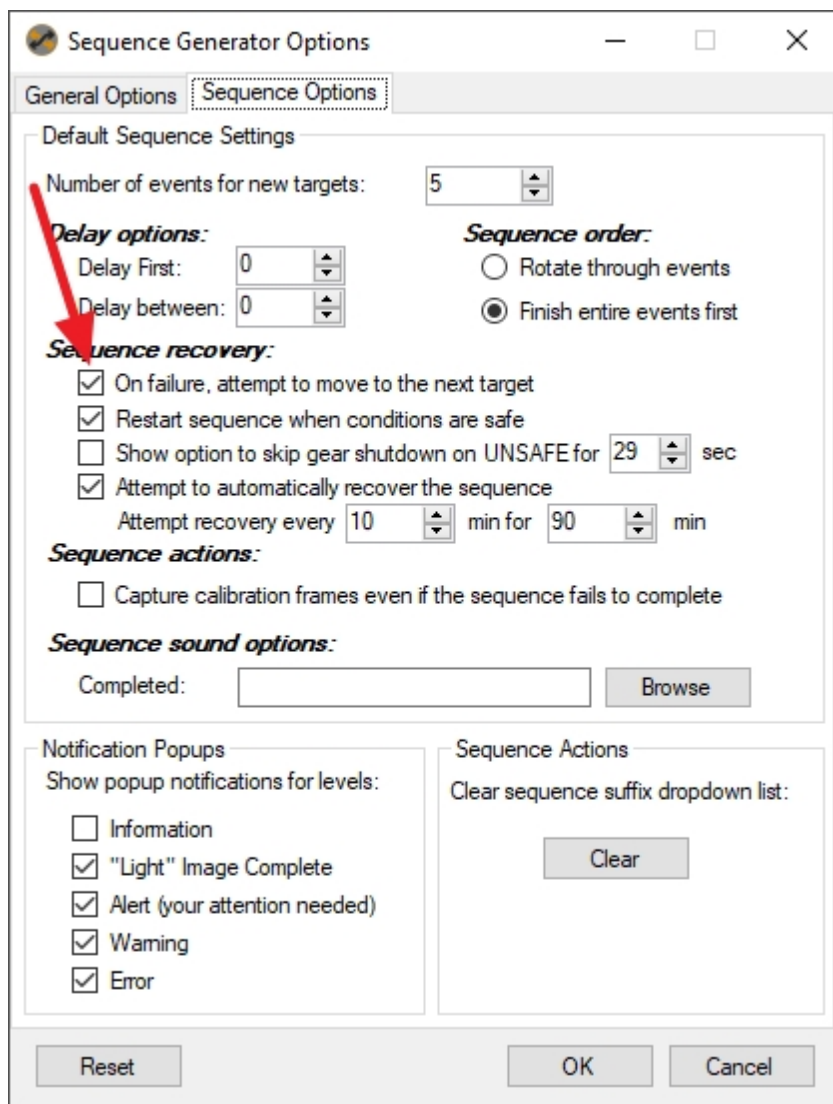 Sequence Generator Options
General Options Sequence Options
Default Sequence Settings
Number of events for new targets: 5
Delay options:
Delay First: 0
Delay between: 0
Sequence order:
Rotate through events
Finish entire events first
Sequence recovery:
On failure, attempt to move to the next target
Restart sequence when conditions are safe
Show option to skip gear shutdown on UNSAFE for 29 sec
Attempt to automatically recover the sequence
Attempt recovery every 10 min for 90 min
Sequence actions:
Capture calibration frames even if the sequence fails to complete
Sequence sound options:
Completed: Browse
Notification Popups
Show popup notifications for levels:
Information
"Light" Image Complete
Alert (your attention needed)
Warning
Error
Sequence Actions
Clear sequence suffix dropdown list:
Clear
Reset OK Cancel